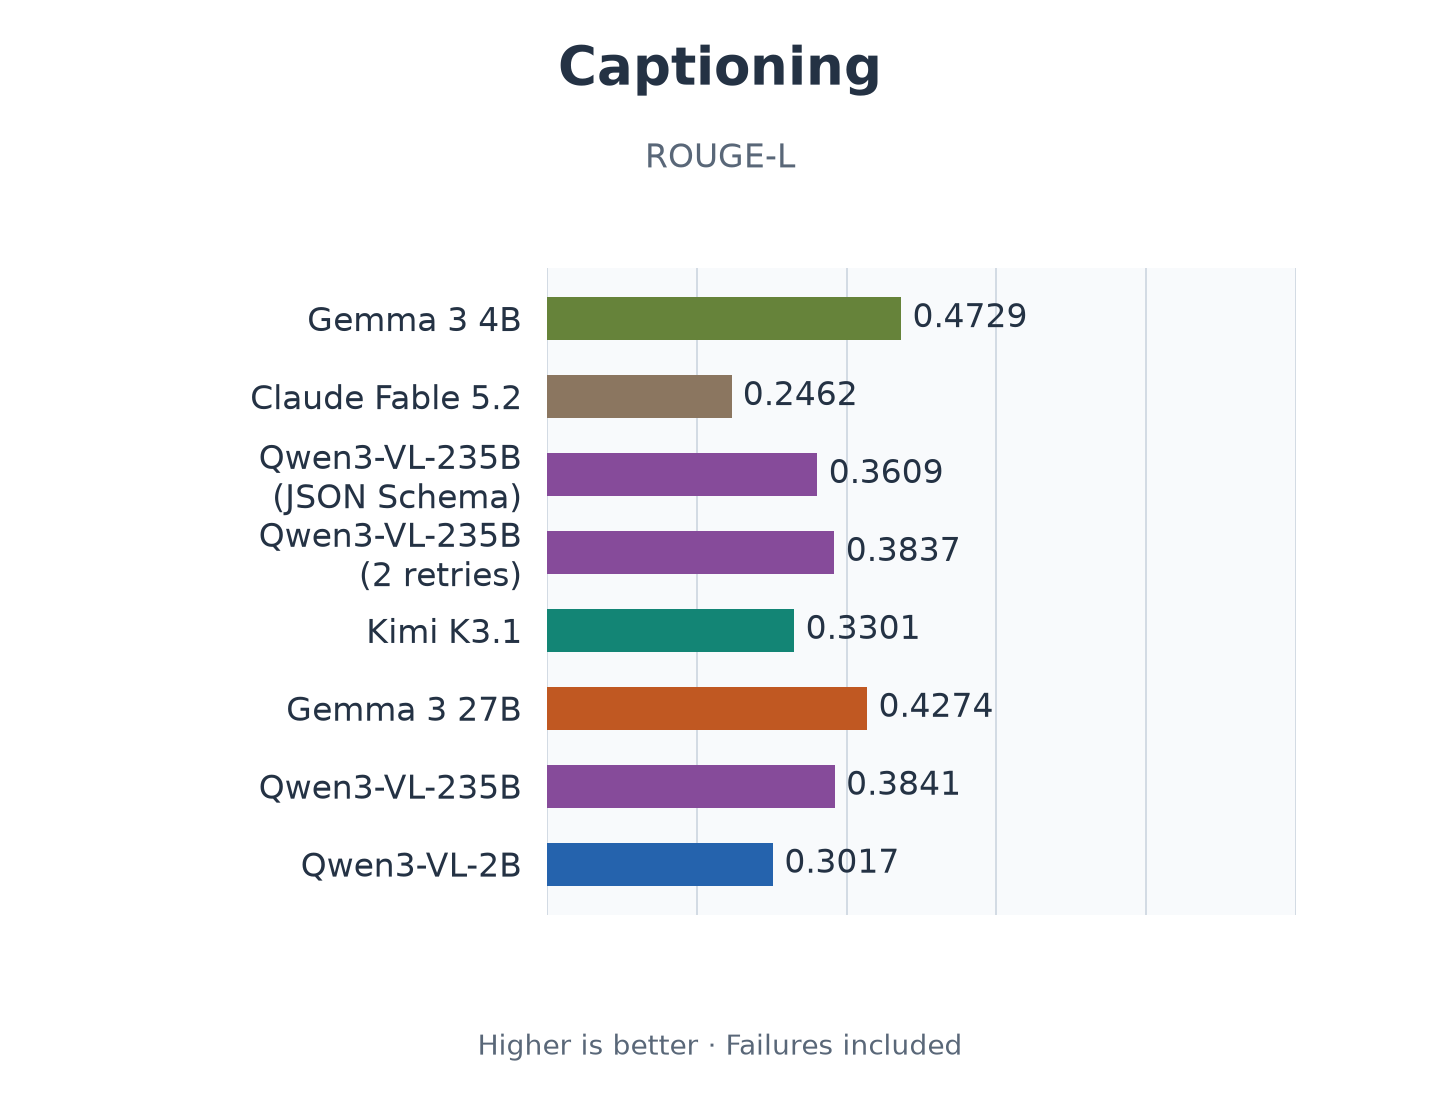 Captioning
ROUGE-L
Gemma 3 4B 0.4729
Claude Fable 5.2 0.2462
Qwen3-VL-235B
(JSON Schema) 0.3609
Qwen3-VL-235B
(2 retries) 0.3837
Kimi K3.1 0.3301
Gemma 3 27B 0.4274
Qwen3-VL-235B 0.3841
Qwen3-VL-2B 0.3017
Higher is better · Failures included